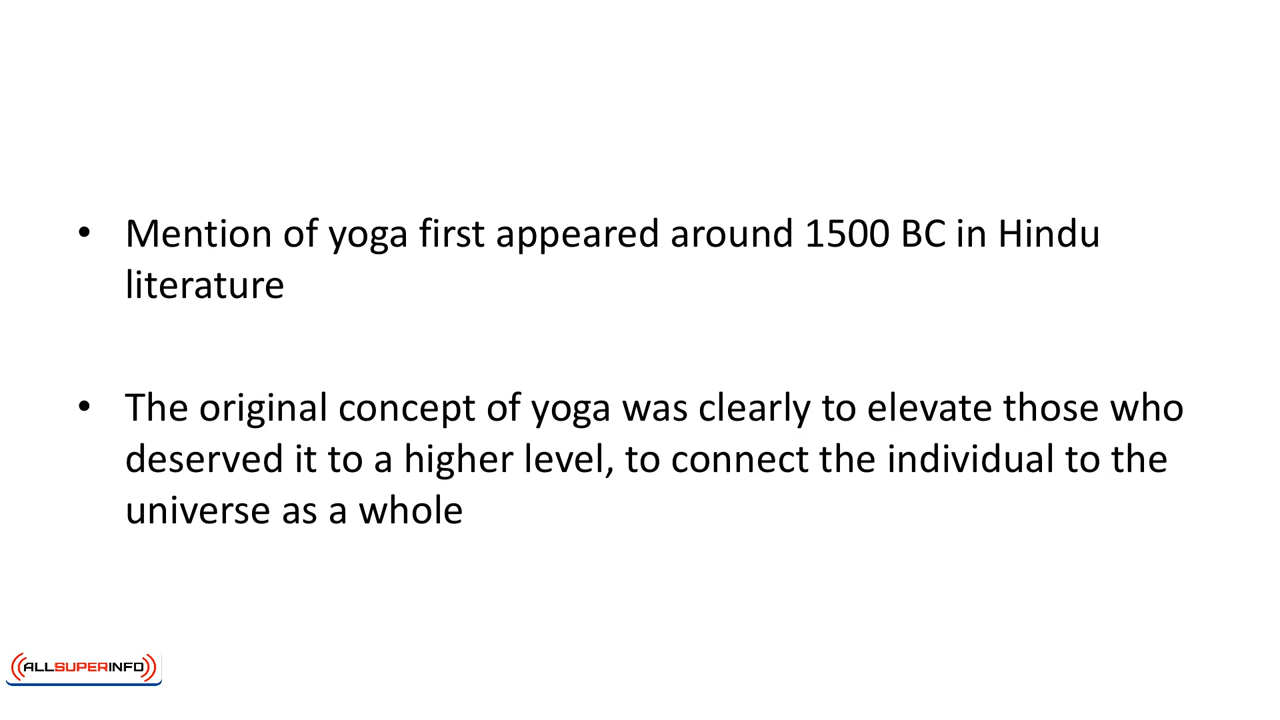 • Mention of yoga first appeared around 1500 BC in Hindu
literature
• The original concept of yoga was clearly to elevate those who
deserved it to a higher level, to connect the individual to the
universe as a whole
ALLSUPERINFO